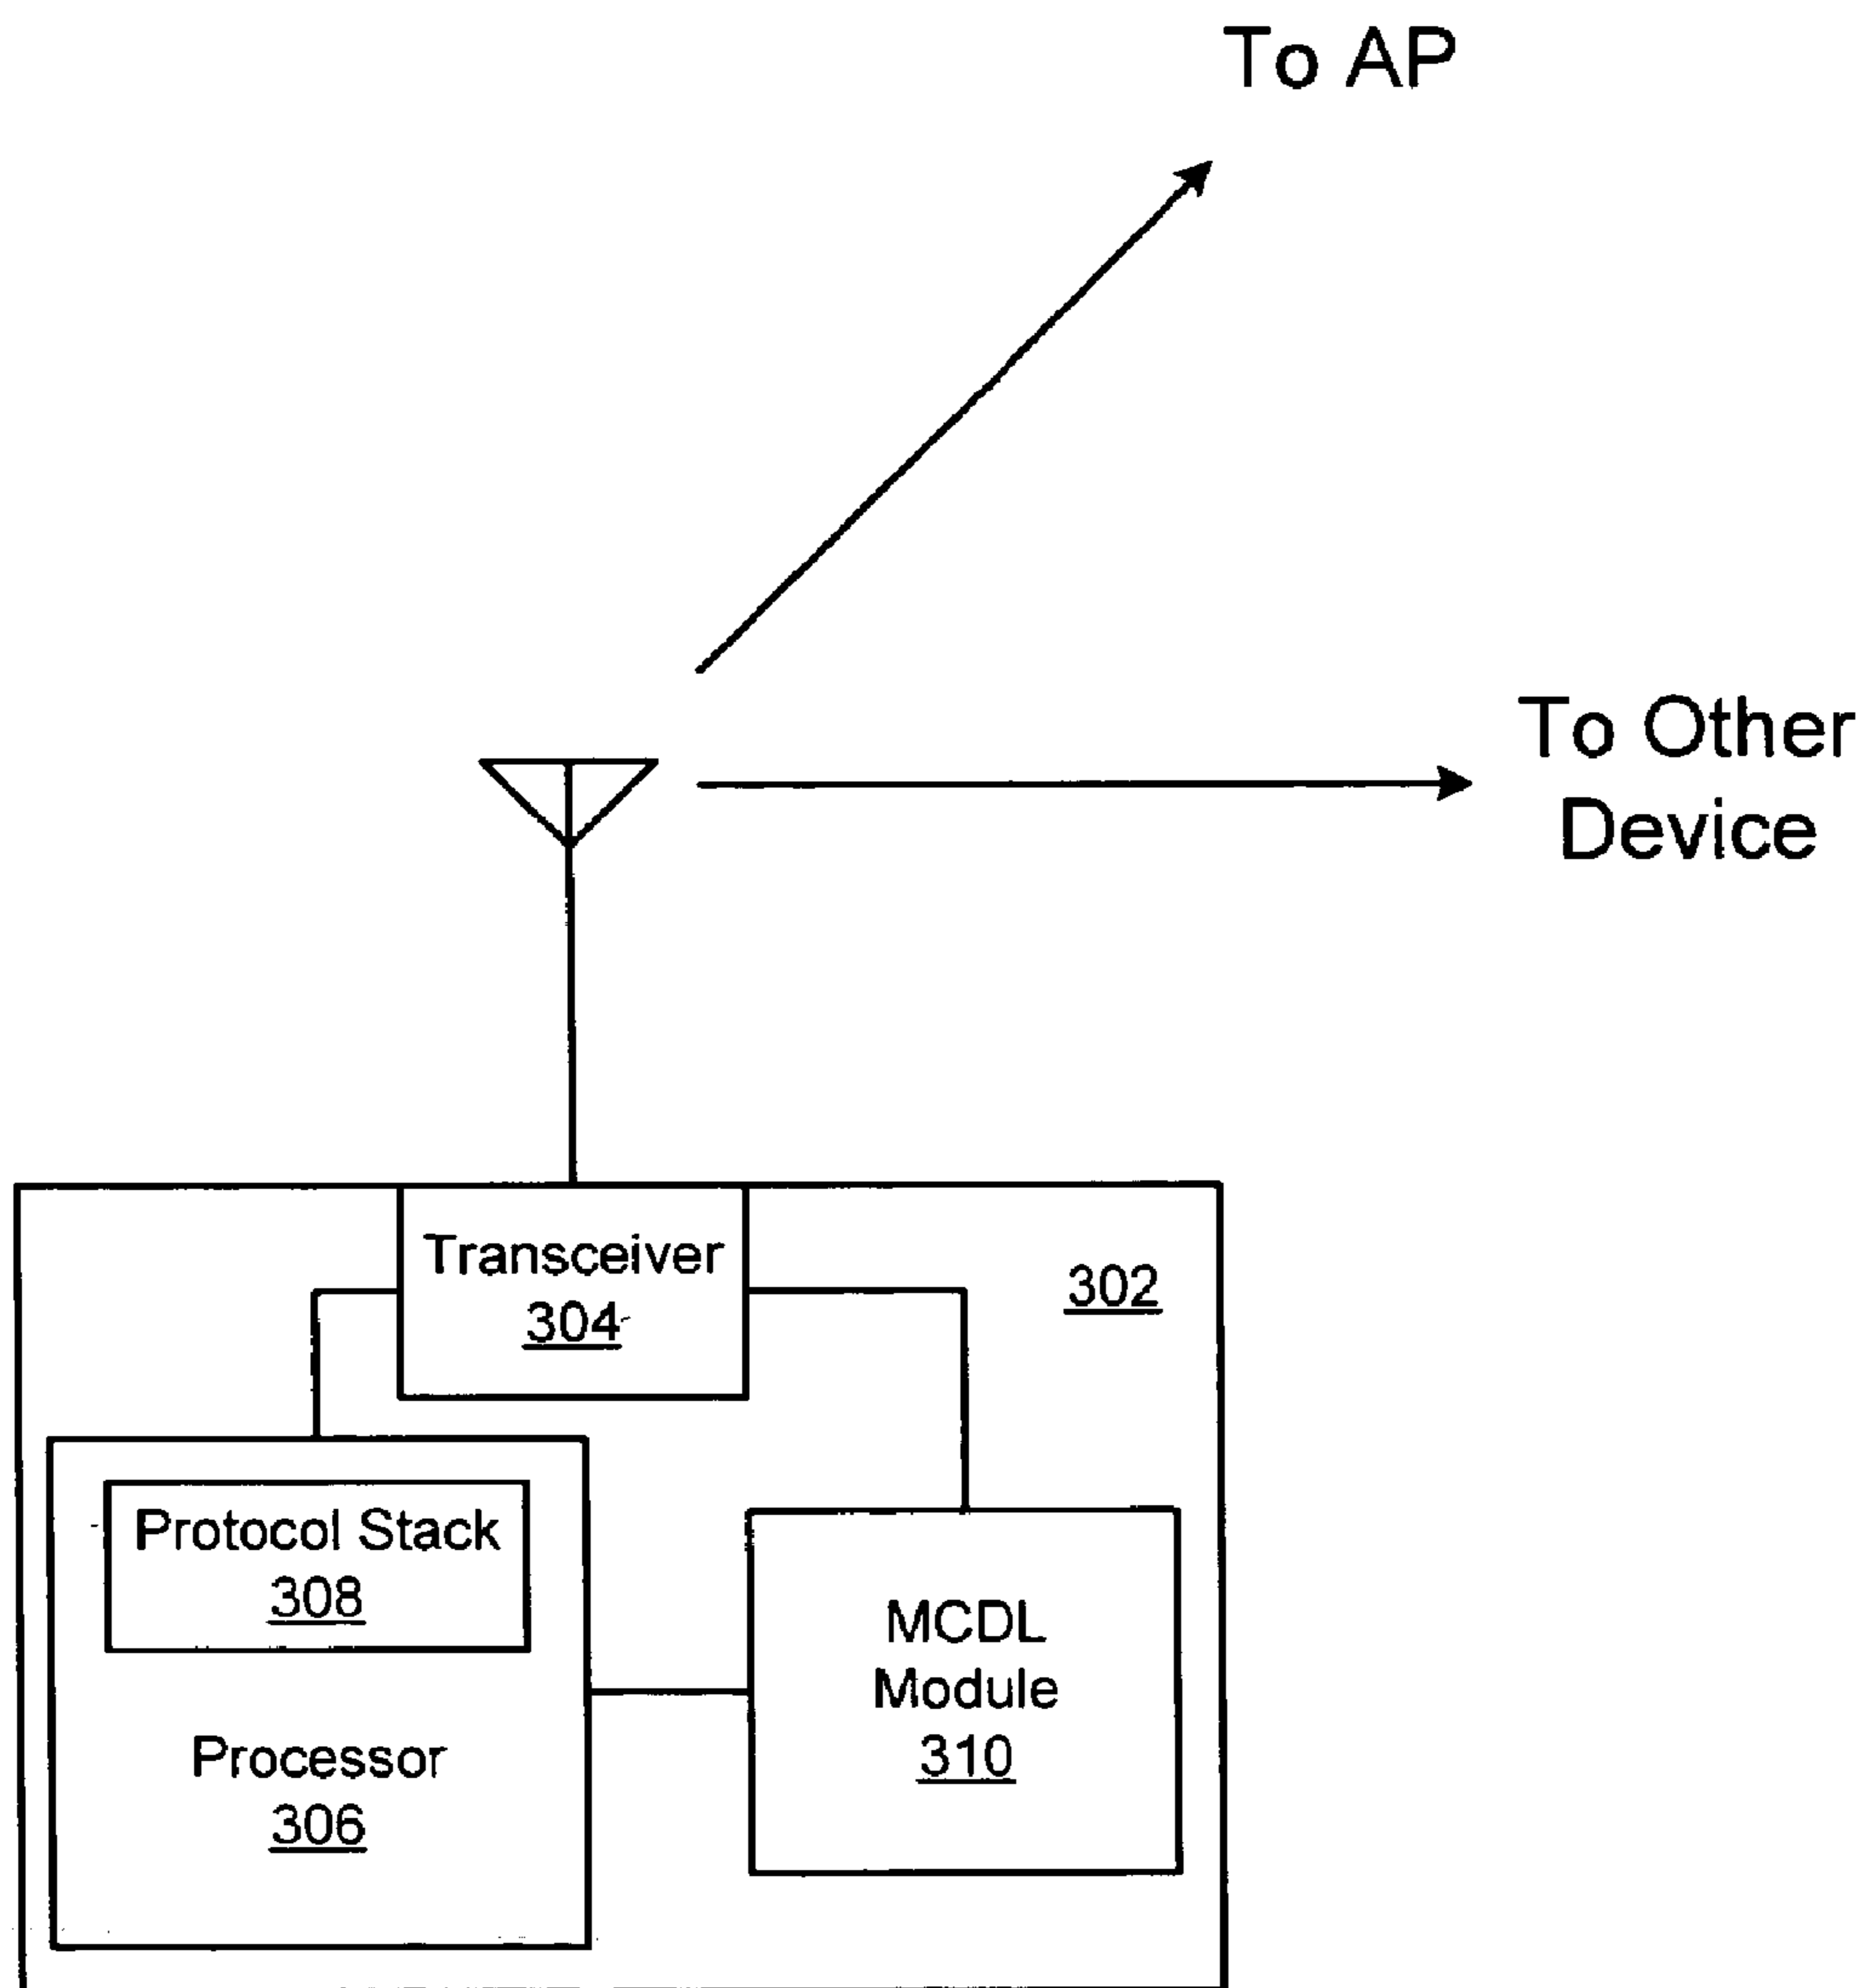 To AP
To Other
Device
Transceiver
304
302
Protocol Stack
308
MCDL
Module
310
Processor
306